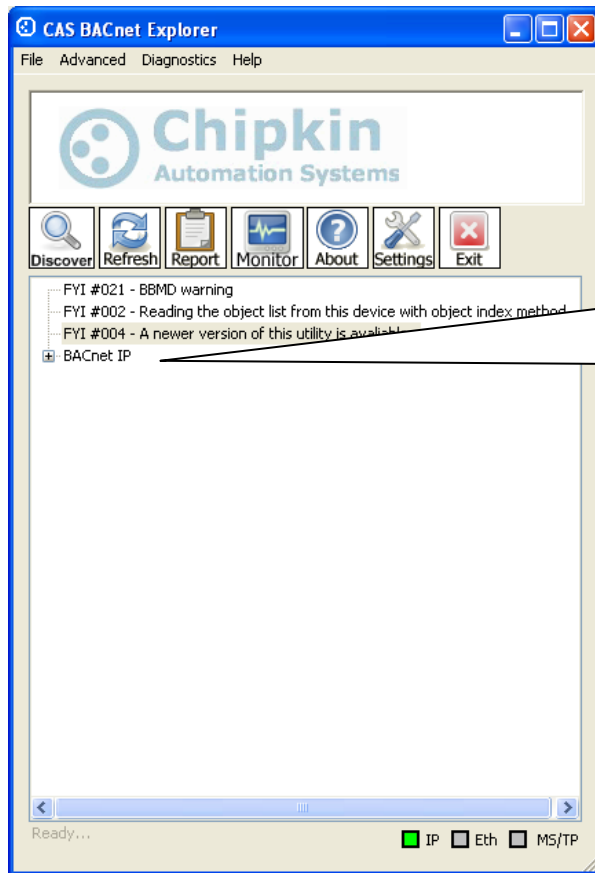 CAS BACnet Explorer
File Advanced Diagnostics Help
Chipkin
Automation Systems
Discover Refresh Report Monitor About Settings Exit
FYI #021 - BBMD warning
FYI #002 - Reading the object list from this device with object index method
FYI #004 - A newer version of this utility is
BACnet IP
Ready...
IP Eth MS/TP